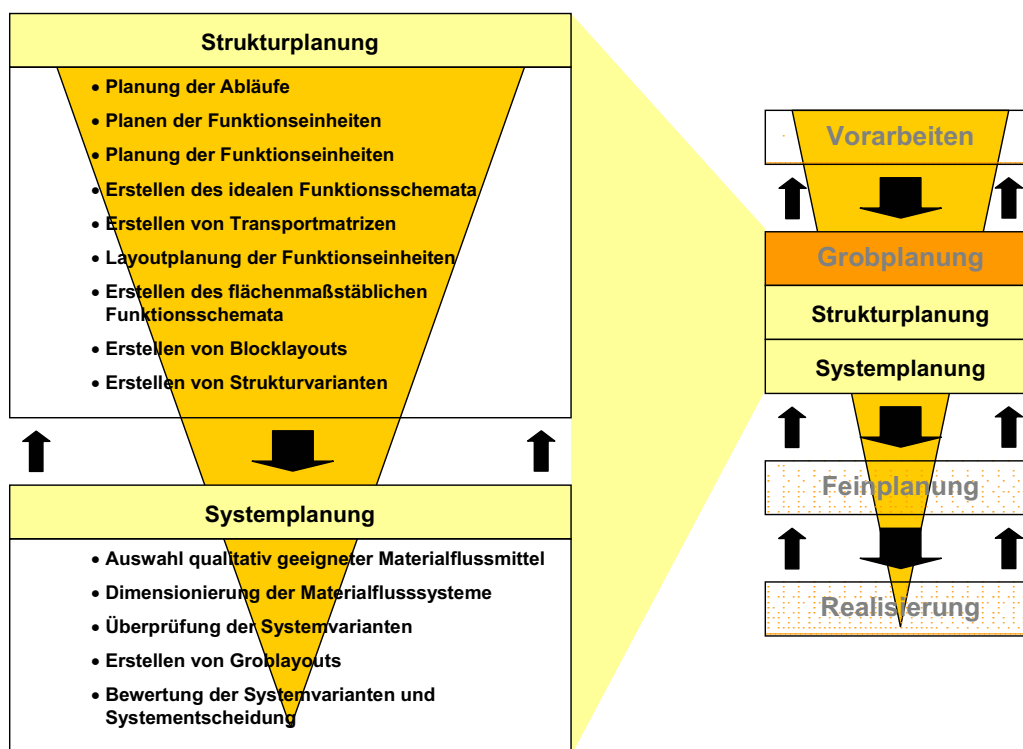 Strukturplanung
• Planung der Abläufe
• Planen der Funktionseinheiten
• Planung der Funktionseinheiten
• Erstellen des idealen Funktionsschemata
• Erstellen von Transportmatrizen
• Layoutplanung der Funktionseinheiten
• Erstellen des flächenmaßstäblichen
Funktionsschemata
• Erstellen von Blocklayouts
• Erstellen von Strukturvarianten
Systemplanung
• Auswahl qualitativ geeigneter Materialflussmittel
• Dimensionierung der Materialflusssysteme
• Überprüfung der Systemvarianten
• Erstellen von Groblayouts
• Bewertung der Systemvarianten und
Systementscheidung
Vorarbeiten
Grobplanung
Strukturplanung
Systemplanung
Feinplanung
Realisierung